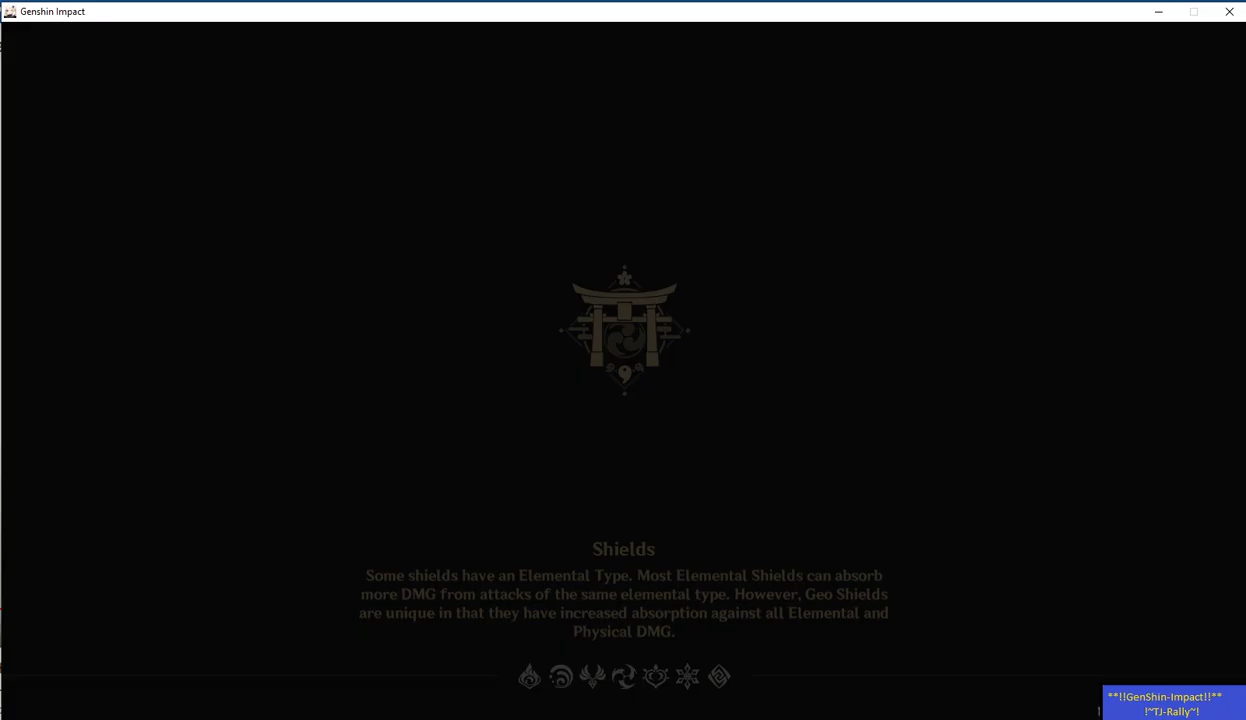 Genshin Impact
Shields
Some shields have an Elemental Type. Most Elemental Shields can absorb
more DMG from attacks of the same elemental type. However, Geo Shields
are unique in that they have increased absorption against all Elemental and
Physical DMG.
**!!GenShin-Impact!!**
!~TJ-Rally~!